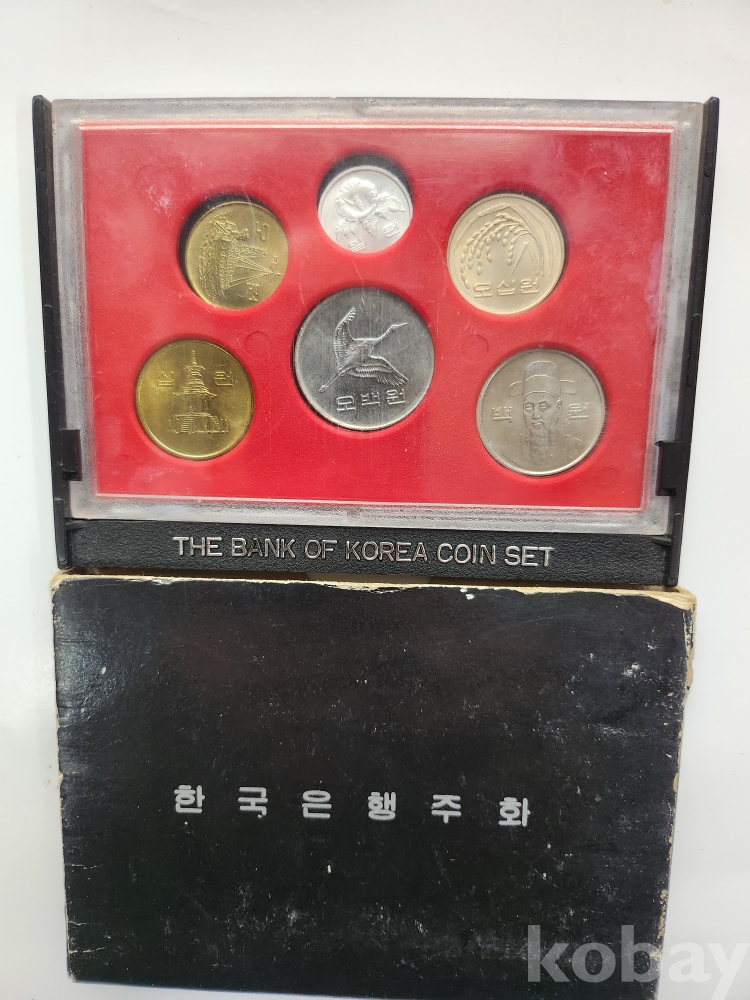 일 원
오십원
십 원
오백원
백 원
THE BANK OF KOREA COIN SET
한국은행주화
kobay